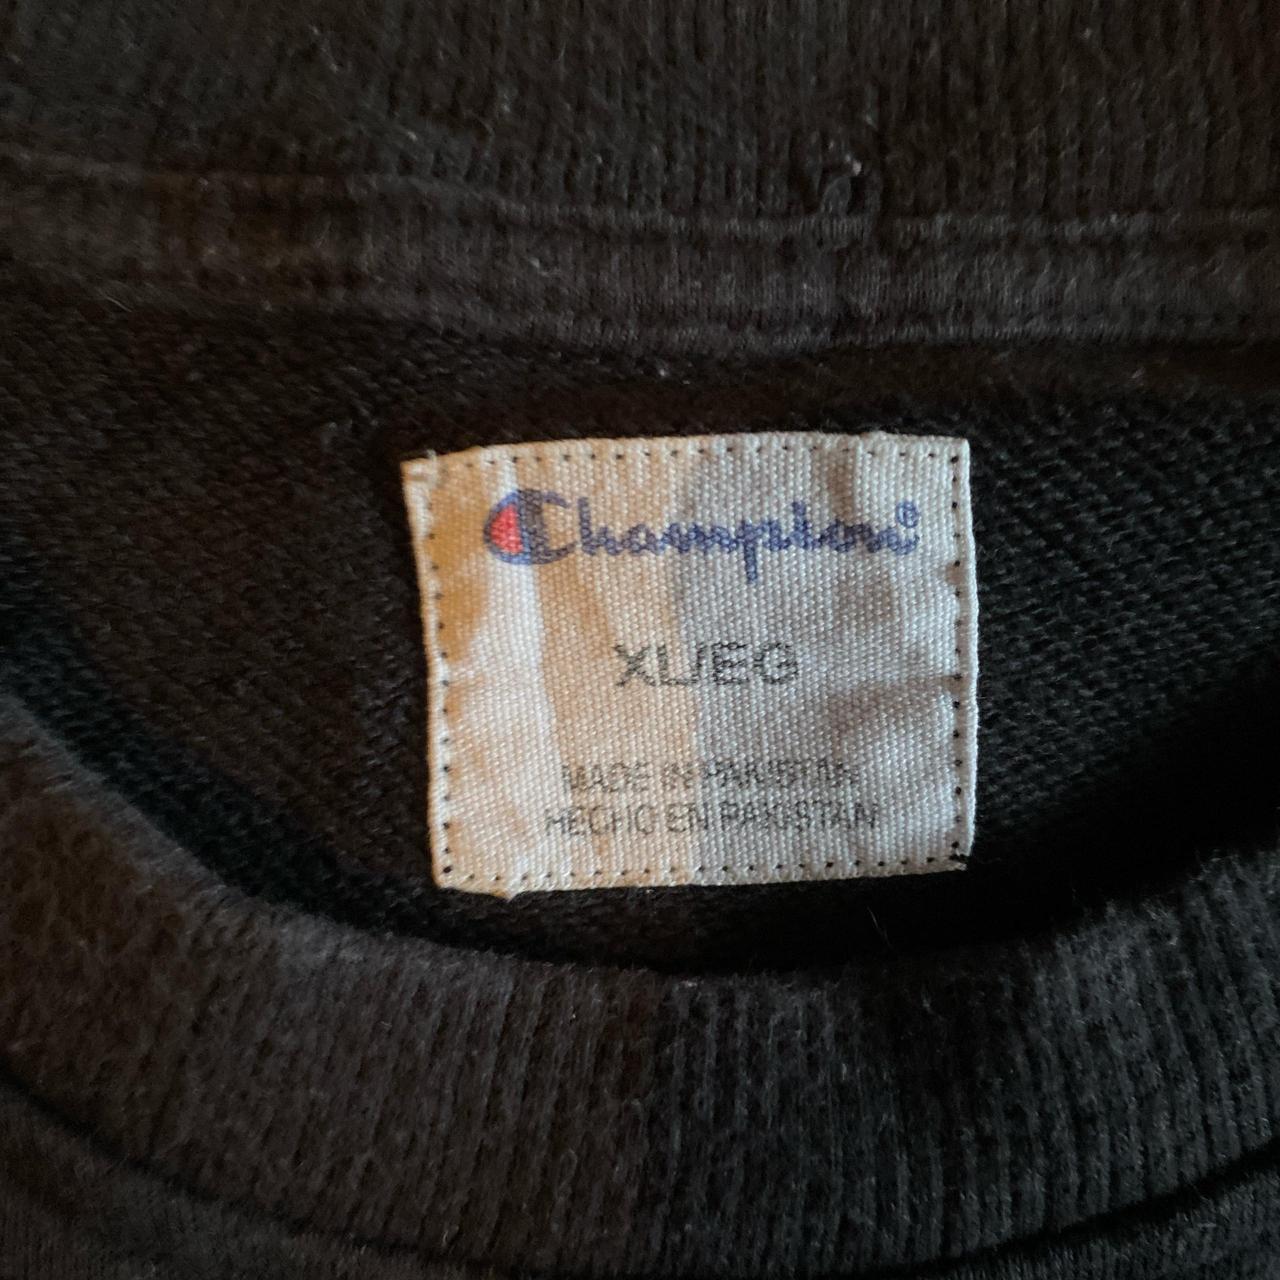 Champion®
XL/EG
MADE IN PAKISTAN
HECHO EN PAKISTAN